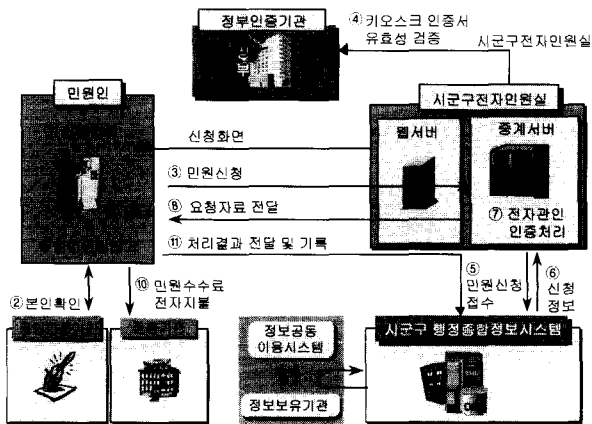 정부인증기관
④ 키오스크 인증서
유효성 검증
시군구전자인원실
민원인
시군구전자인원실
웹서버
중계서버
신청화면
③ 민원신청
⑧ 요청자료 전달
⑦ 전자관인
인증처리
⑪ 처리결과 전달 및 기록
②본인확인
⑩ 민원수수료
전자지불
⑤
민원신청
접수
⑥
신청
정보
정보공동
이용시스템
시군구 행정종합정보시스템
정보보유기관